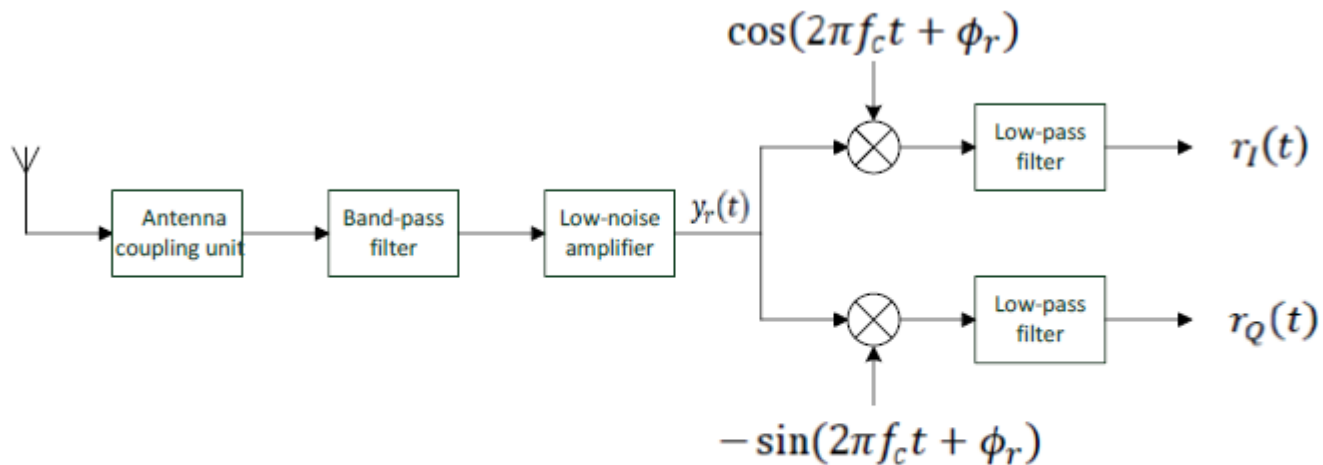 cos(2πf_c t + ϕ_r)
Low-pass
filter
r_I(t)
Antenna
coupling unit
Band-pass
filter
Low-noise
amplifier
y_r(t)
Low-pass
filter
r_Q(t)
−sin(2πf_c t + ϕ_r)